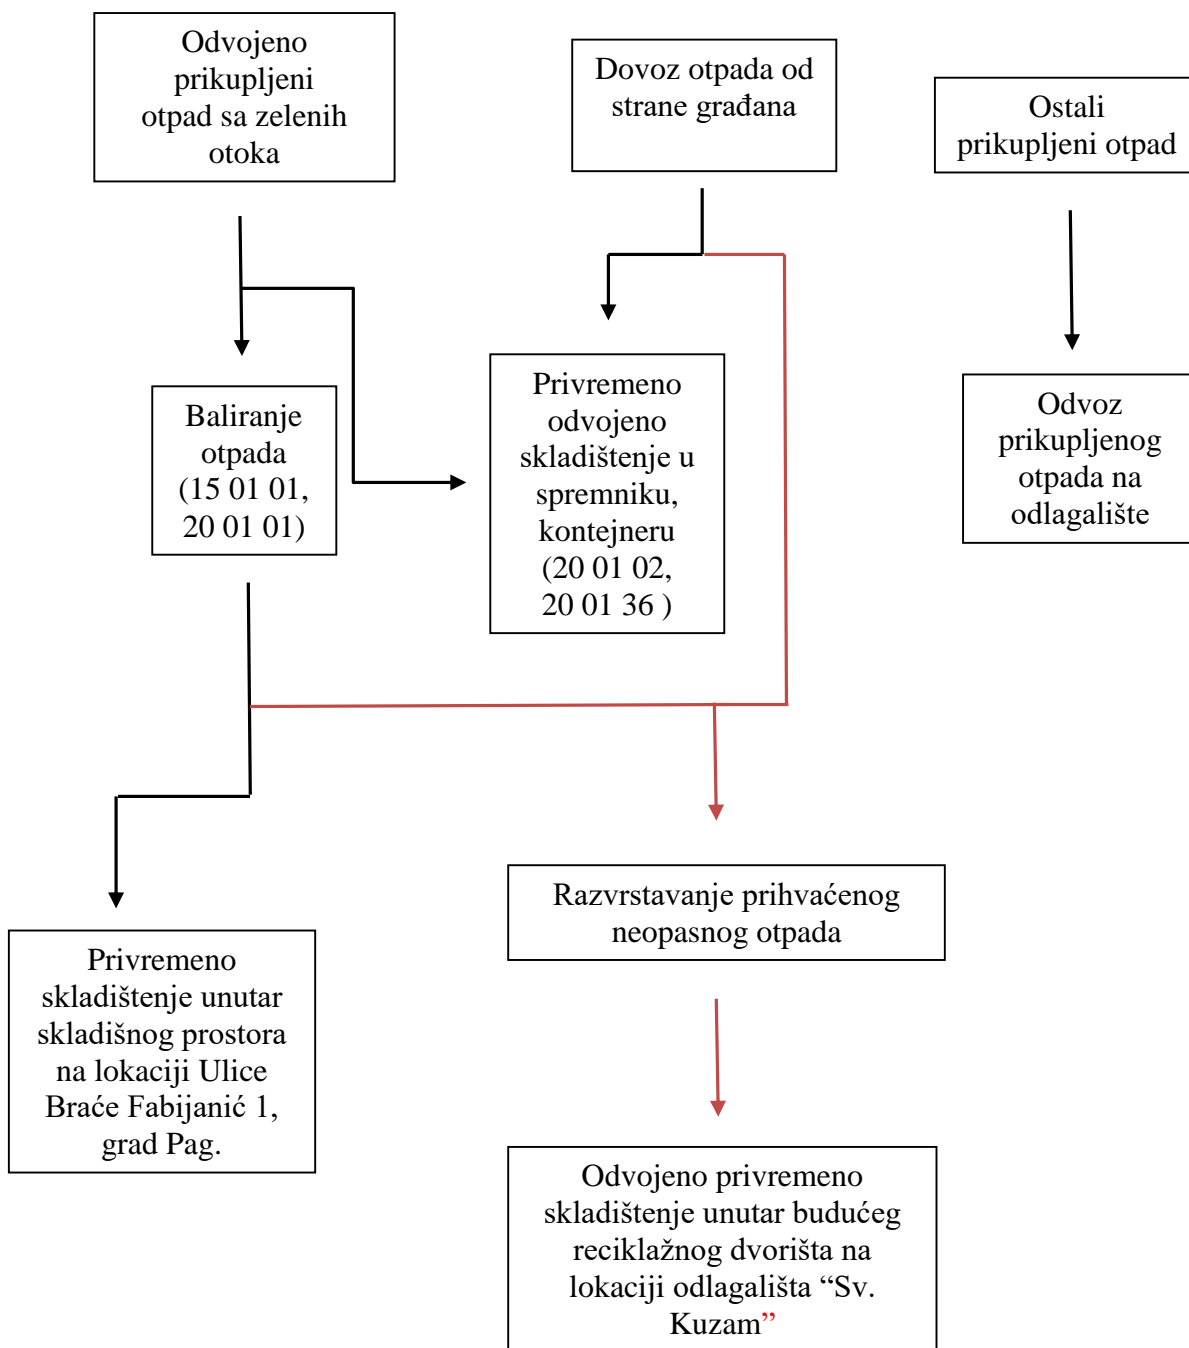 Odvojeno
prikupljeni
otpad sa zelenih
otoka
Dovoz otpada od
strane građana
Ostali
prikupljeni otpad
Baliranje
otpada
(15 01 01,
20 01 01)
Privremeno
odvojeno
skladištenje u
spremniku,
kontejneru
(20 01 02,
20 01 36 )
Odvoz
prikupljenog
otpada na
odlagalište
Razvrstavanje prihvaćenog
neopasnog otpada
Privremeno
skladištenje unutar
skladišnog prostora
na lokaciji Ulice
Braće Fabijanić 1,
grad Pag.
Odvojeno privremeno
skladištenje unutar budućeg
reciklažnog dvorišta na
lokaciji odlagališta “Sv.
Kuzam”